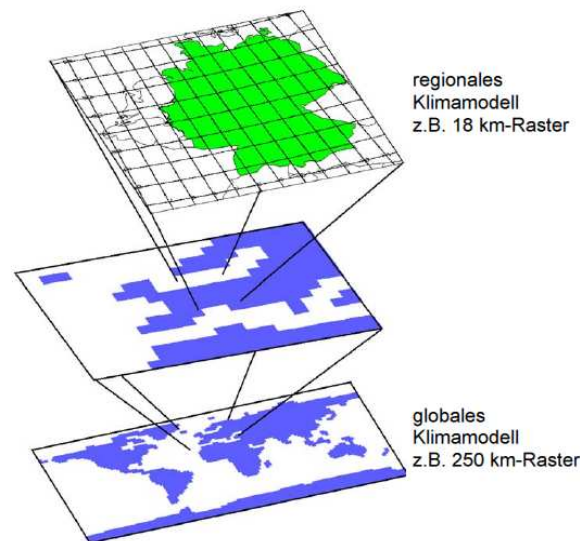 regionales
Klimamodell
z.B. 18 km-Raster
globales
Klimamodell
z.B. 250 km-Raster